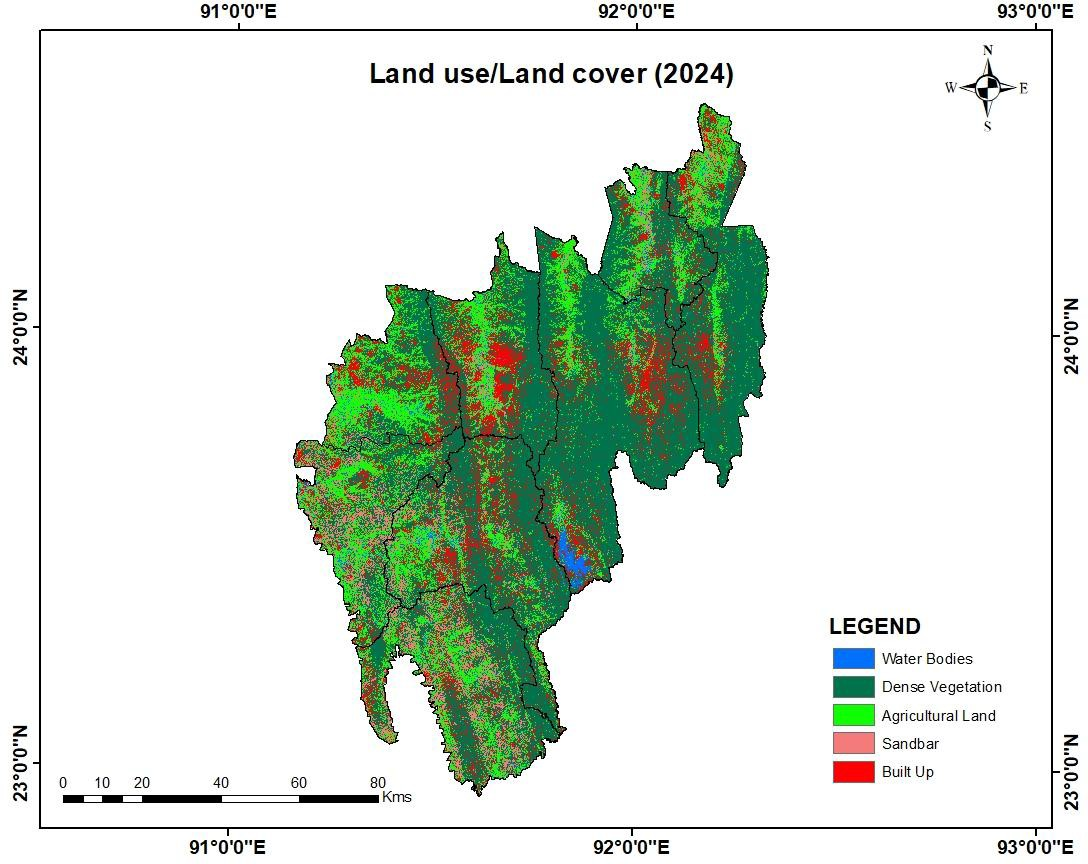 91°0'0"E 92°0'0"E 93°0'0"E
Land use/Land cover (2024)
N
W E
S
24°0'0"N 24°0'0"N
LEGEND
Water Bodies
Dense Vegetation
Agricultural Land
Sandbar
Built Up
23°0'0"N 23°0'0"N
0 10 20 40 60 80
Kms
91°0'0"E 92°0'0"E 93°0'0"E